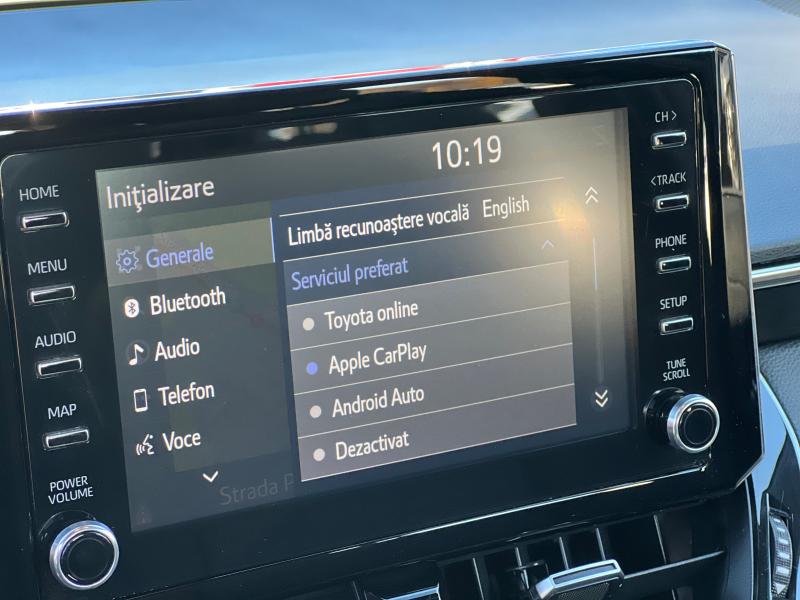 10:19
Iniţializare
HOME
MENU
AUDIO
MAP
POWER
VOLUME
Generale
Bluetooth
Audio
Telefon
Voce
Limbă recunoaştere vocală English
Serviciul preferat
Toyota online
Apple CarPlay
Android Auto
Dezactivat
Strada P
CH >
< TRACK
PHONE
SETUP
TUNE
SCROLL